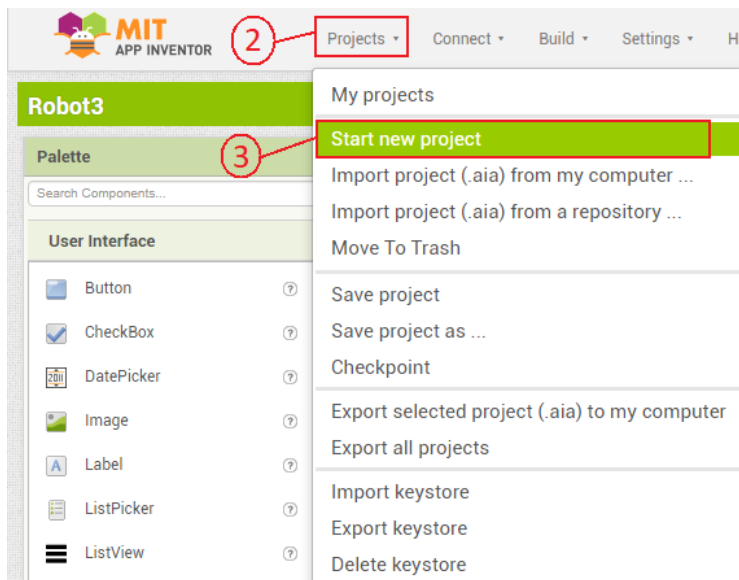 MIT
APP INVENTOR
2
Projects
Connect
Build
Settings
H
Robot3
My projects
3
Start new project
Palette
Import project (.aia) from my computer ...
Search Components...
Import project (.aia) from a repository ...
User Interface
Move To Trash
Button
?
Save project
CheckBox
?
Save project as ...
DatePicker
?
Checkpoint
2011
Image
?
Export selected project (.aia) to my computer
Export all projects
A
Label
?
Import keystore
ListPicker
?
Export keystore
ListView
?
Delete keystore